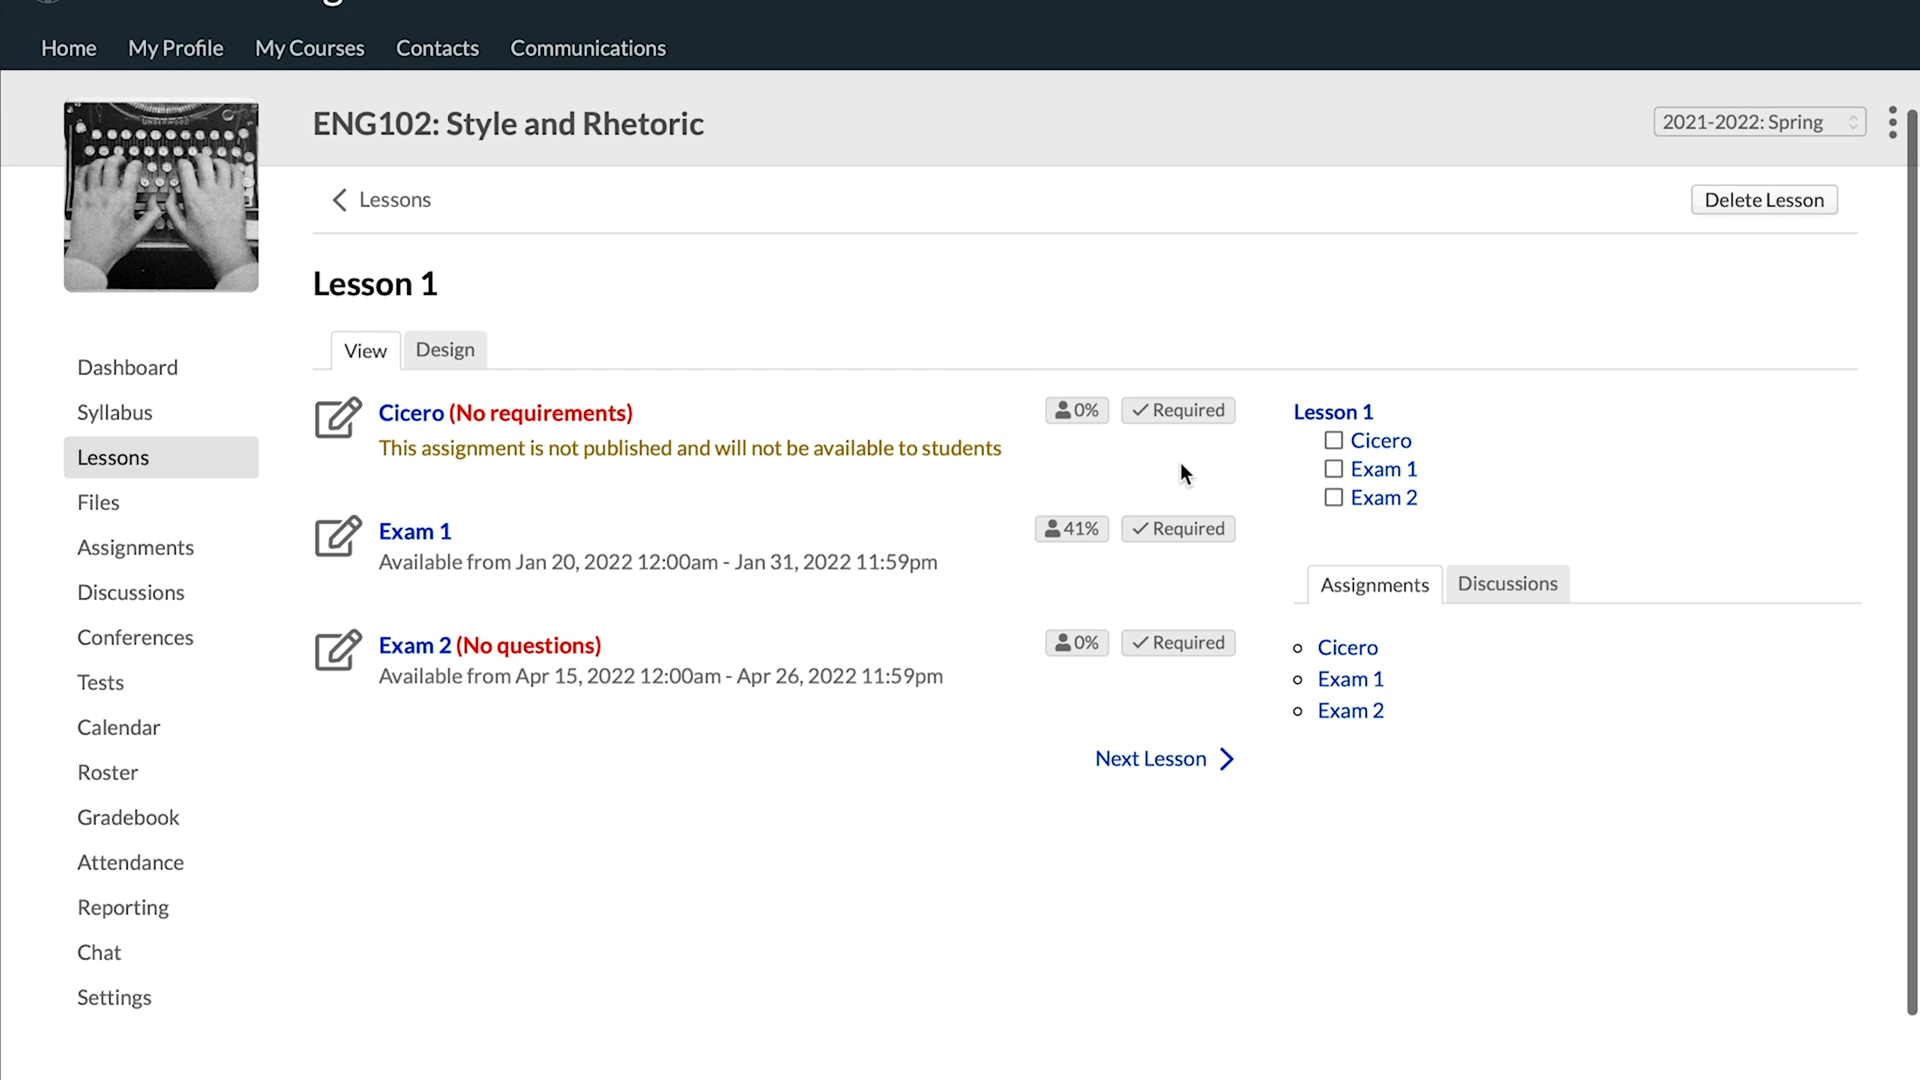 Home My Profile My Courses Contacts Communications
UNDERWOOD
ENG102: Style and Rhetoric
2021-2022: Spring
Lessons
Delete Lesson
Lesson 1
View Design
Dashboard
Syllabus
Lessons
Files
Assignments
Discussions
Conferences
Tests
Calendar
Roster
Gradebook
Attendance
Reporting
Chat
Settings
Cicero (No requirements)
0% Required
This assignment is not published and will not be available to students
Exam 1
41% Required
Available from Jan 20, 2022 12:00am - Jan 31, 2022 11:59pm
Exam 2 (No questions)
0% Required
Available from Apr 15, 2022 12:00am - Apr 26, 2022 11:59pm
Next Lesson
Lesson 1
Cicero
Exam 1
Exam 2
Assignments Discussions
Cicero
Exam 1
Exam 2